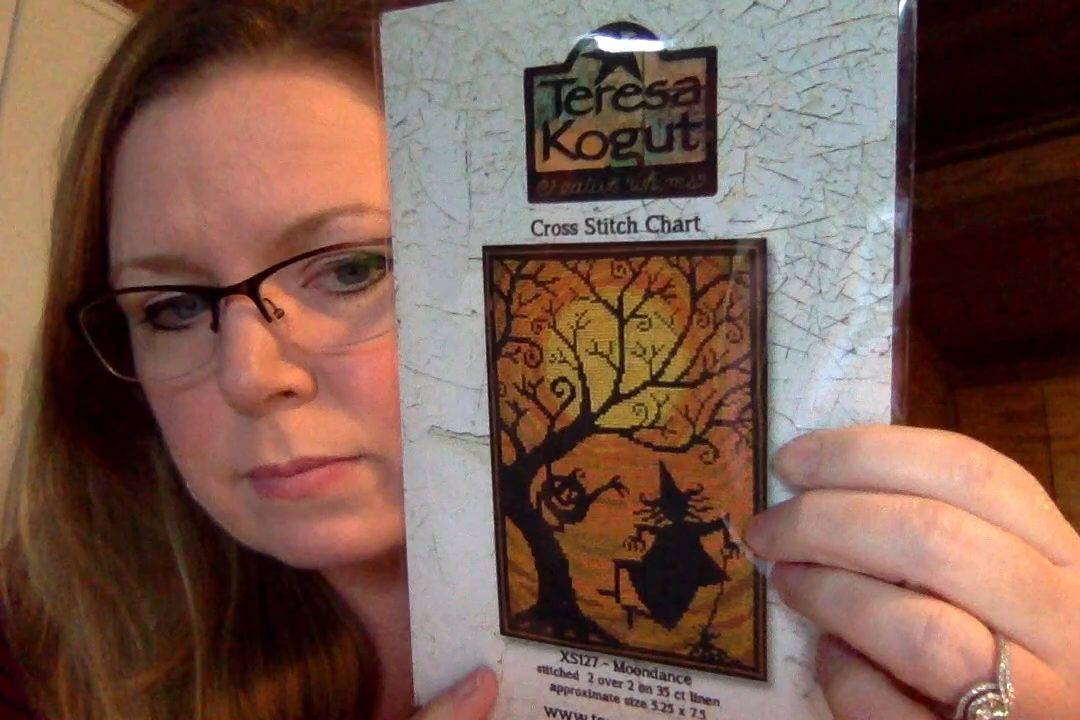 Teresa
Kogut
creative whimsy
Cross Stitch Chart
XS127 - Moondance
stitched 2 over 2 on 35 ct linen
approximate size 5.25 x 7.5